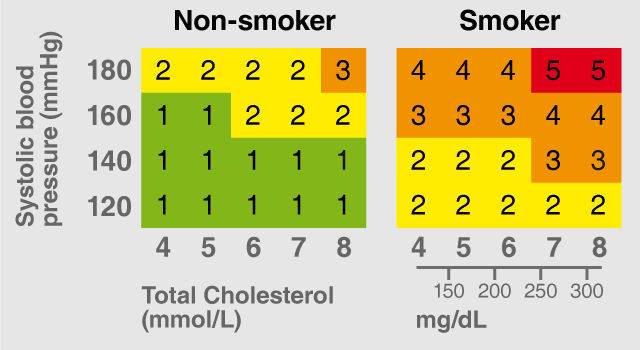 Non-smoker Smoker
Systolic blood
pressure (mmHg)
180 2 2 2 2 3 4 4 4 5 5
160 1 1 2 2 2 3 3 3 4 4
140 1 1 1 1 1 2 2 2 3 3
120 1 1 1 1 1 2 2 2 2 2
4 5 6 7 8 4 5 6 7 8
150 200 250 300
Total Cholesterol
(mmol/L) mg/dL